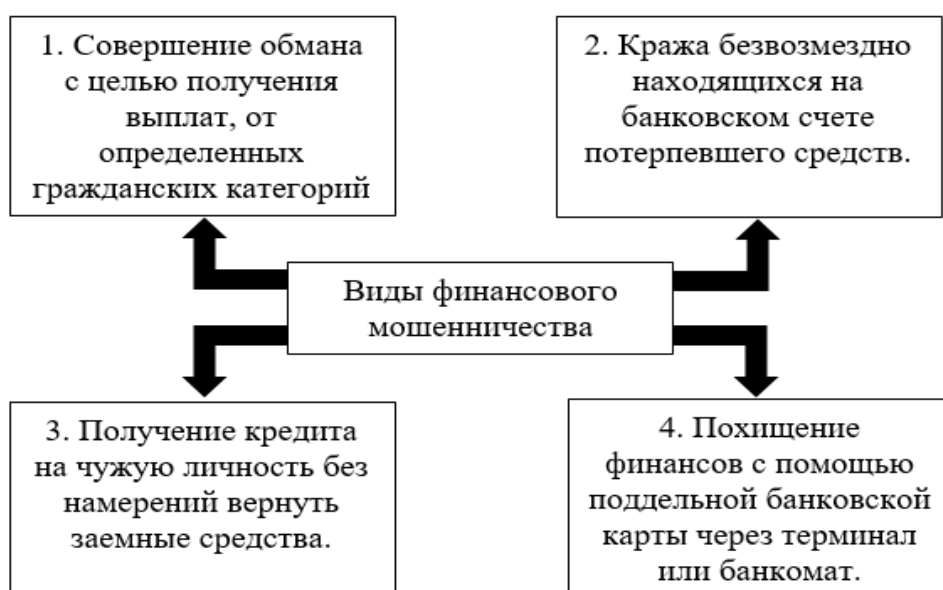 1. Совершение обмана
с целью получения
выплат, от
определенных
гражданских категорий
2. Кража безвозмездно
находящихся на
банковском счете
потерпевшего средств.
Виды финансового
мошенничества
3. Получение кредита
на чужую личность без
намерений вернуть
заемные средства.
4. Похищение
финансов с помощью
поддельной банковской
карты через терминал
или банкомат.